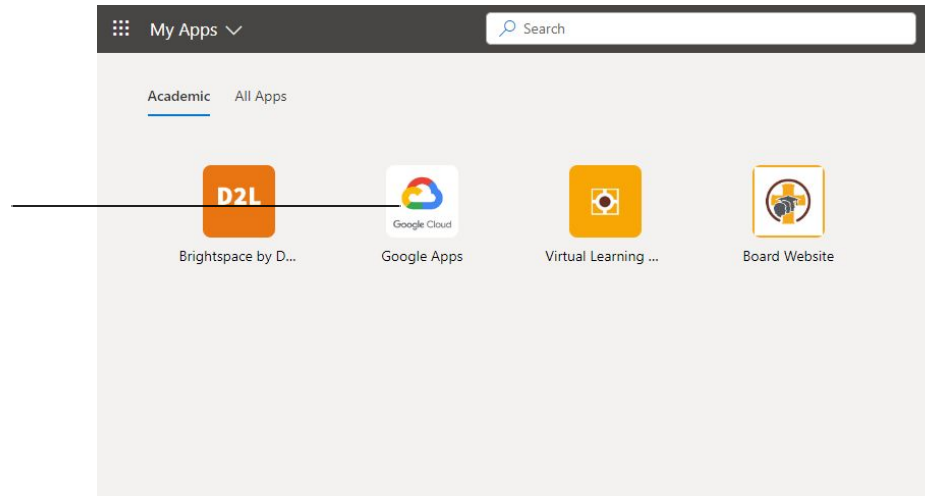 My Apps
Search
Academic All Apps
D2L
Google Cloud
Brightspace by D... Google Apps Virtual Learning ... Board Website